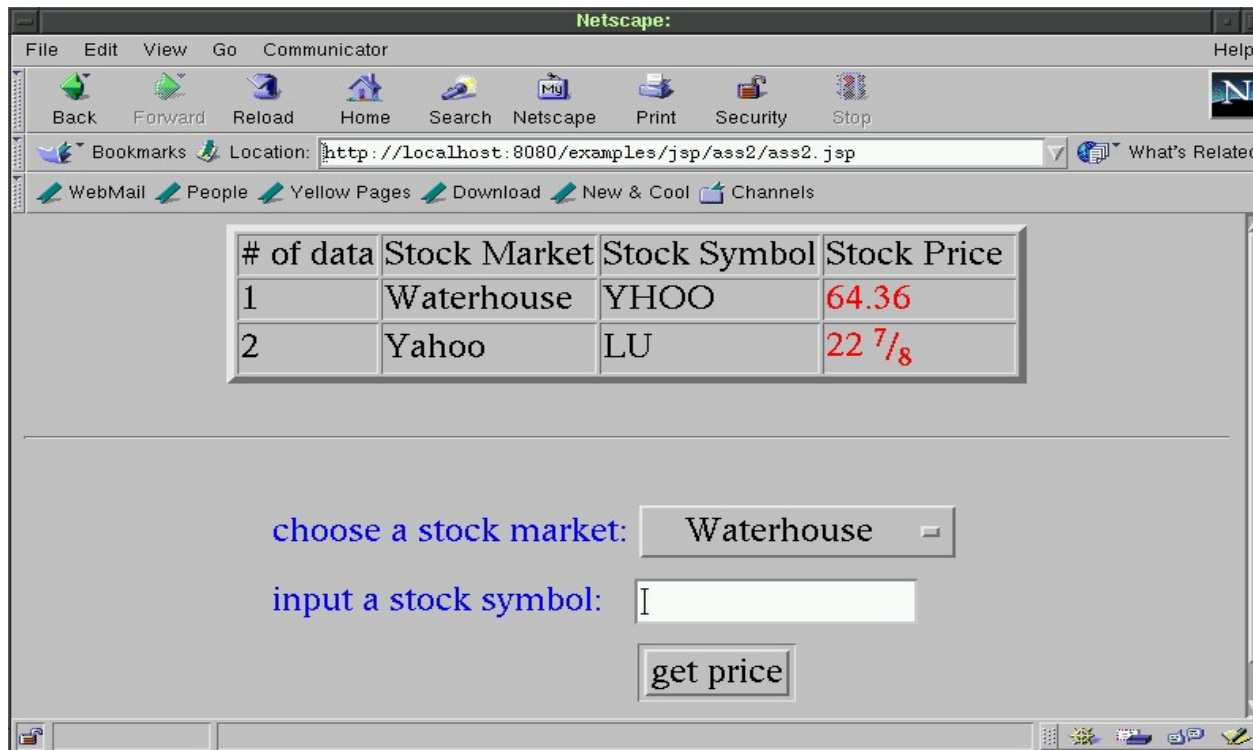 Netscape:
File Edit View Go Communicator Help
Back Forward Reload Home Search Netscape Print Security Stop
My
N
Bookmarks Location: http://localhost:8080/examples/jsp/ass2/ass2.jsp What's Related
WebMail People Yellow Pages Download New & Cool Channels
# of data Stock Market Stock Symbol Stock Price
1 Waterhouse YHOO 64.36
2 Yahoo LU 22 7/8
choose a stock market: Waterhouse
input a stock symbol:
get price